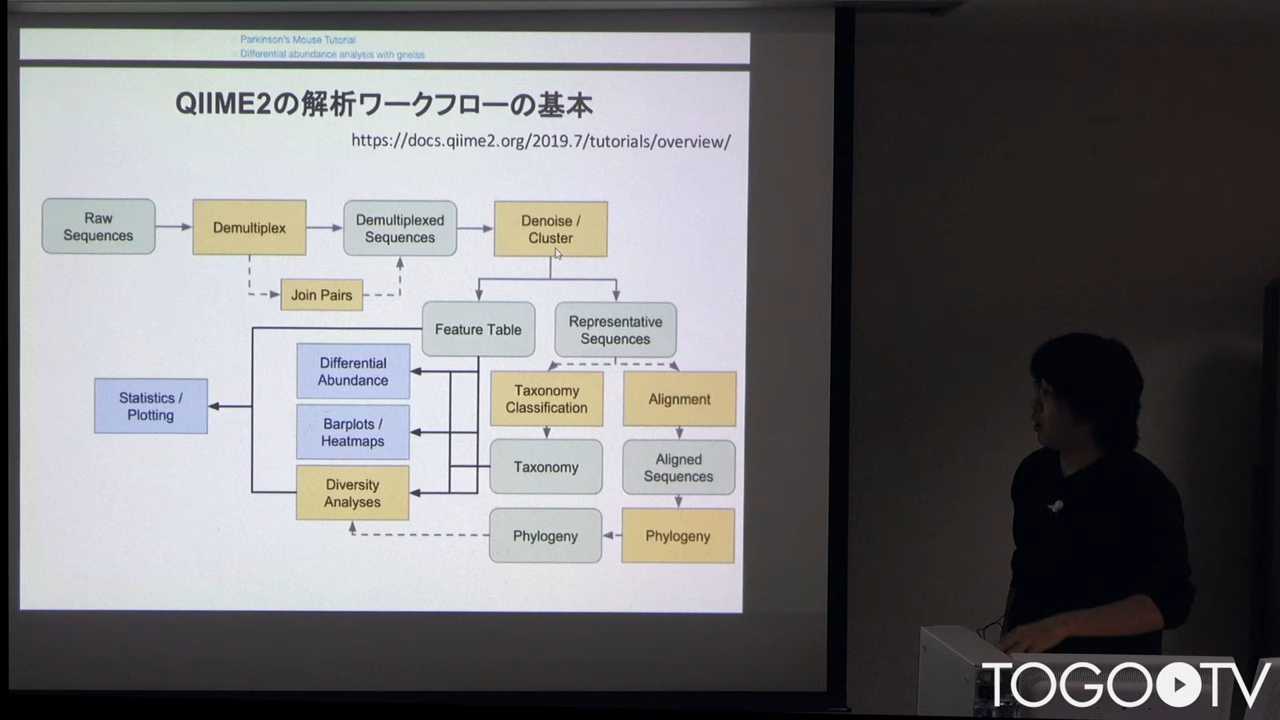 Parkinson's Mouse Tutorial
Differential abundance analysis with gneiss
QIIME2の解析ワークフローの基本
https://docs.qiime2.org/2019.7/tutorials/overview/
Raw
Sequences
Demultiplex
Demultiplexed
Sequences
Denoise /
Cluster
Join Pairs
Feature Table
Representative
Sequences
Differential
Abundance
Taxonomy
Classification
Alignment
Statistics /
Plotting
Barplots /
Heatmaps
Taxonomy
Aligned
Sequences
Diversity
Analyses
Phylogeny
Phylogeny
TOGOTV